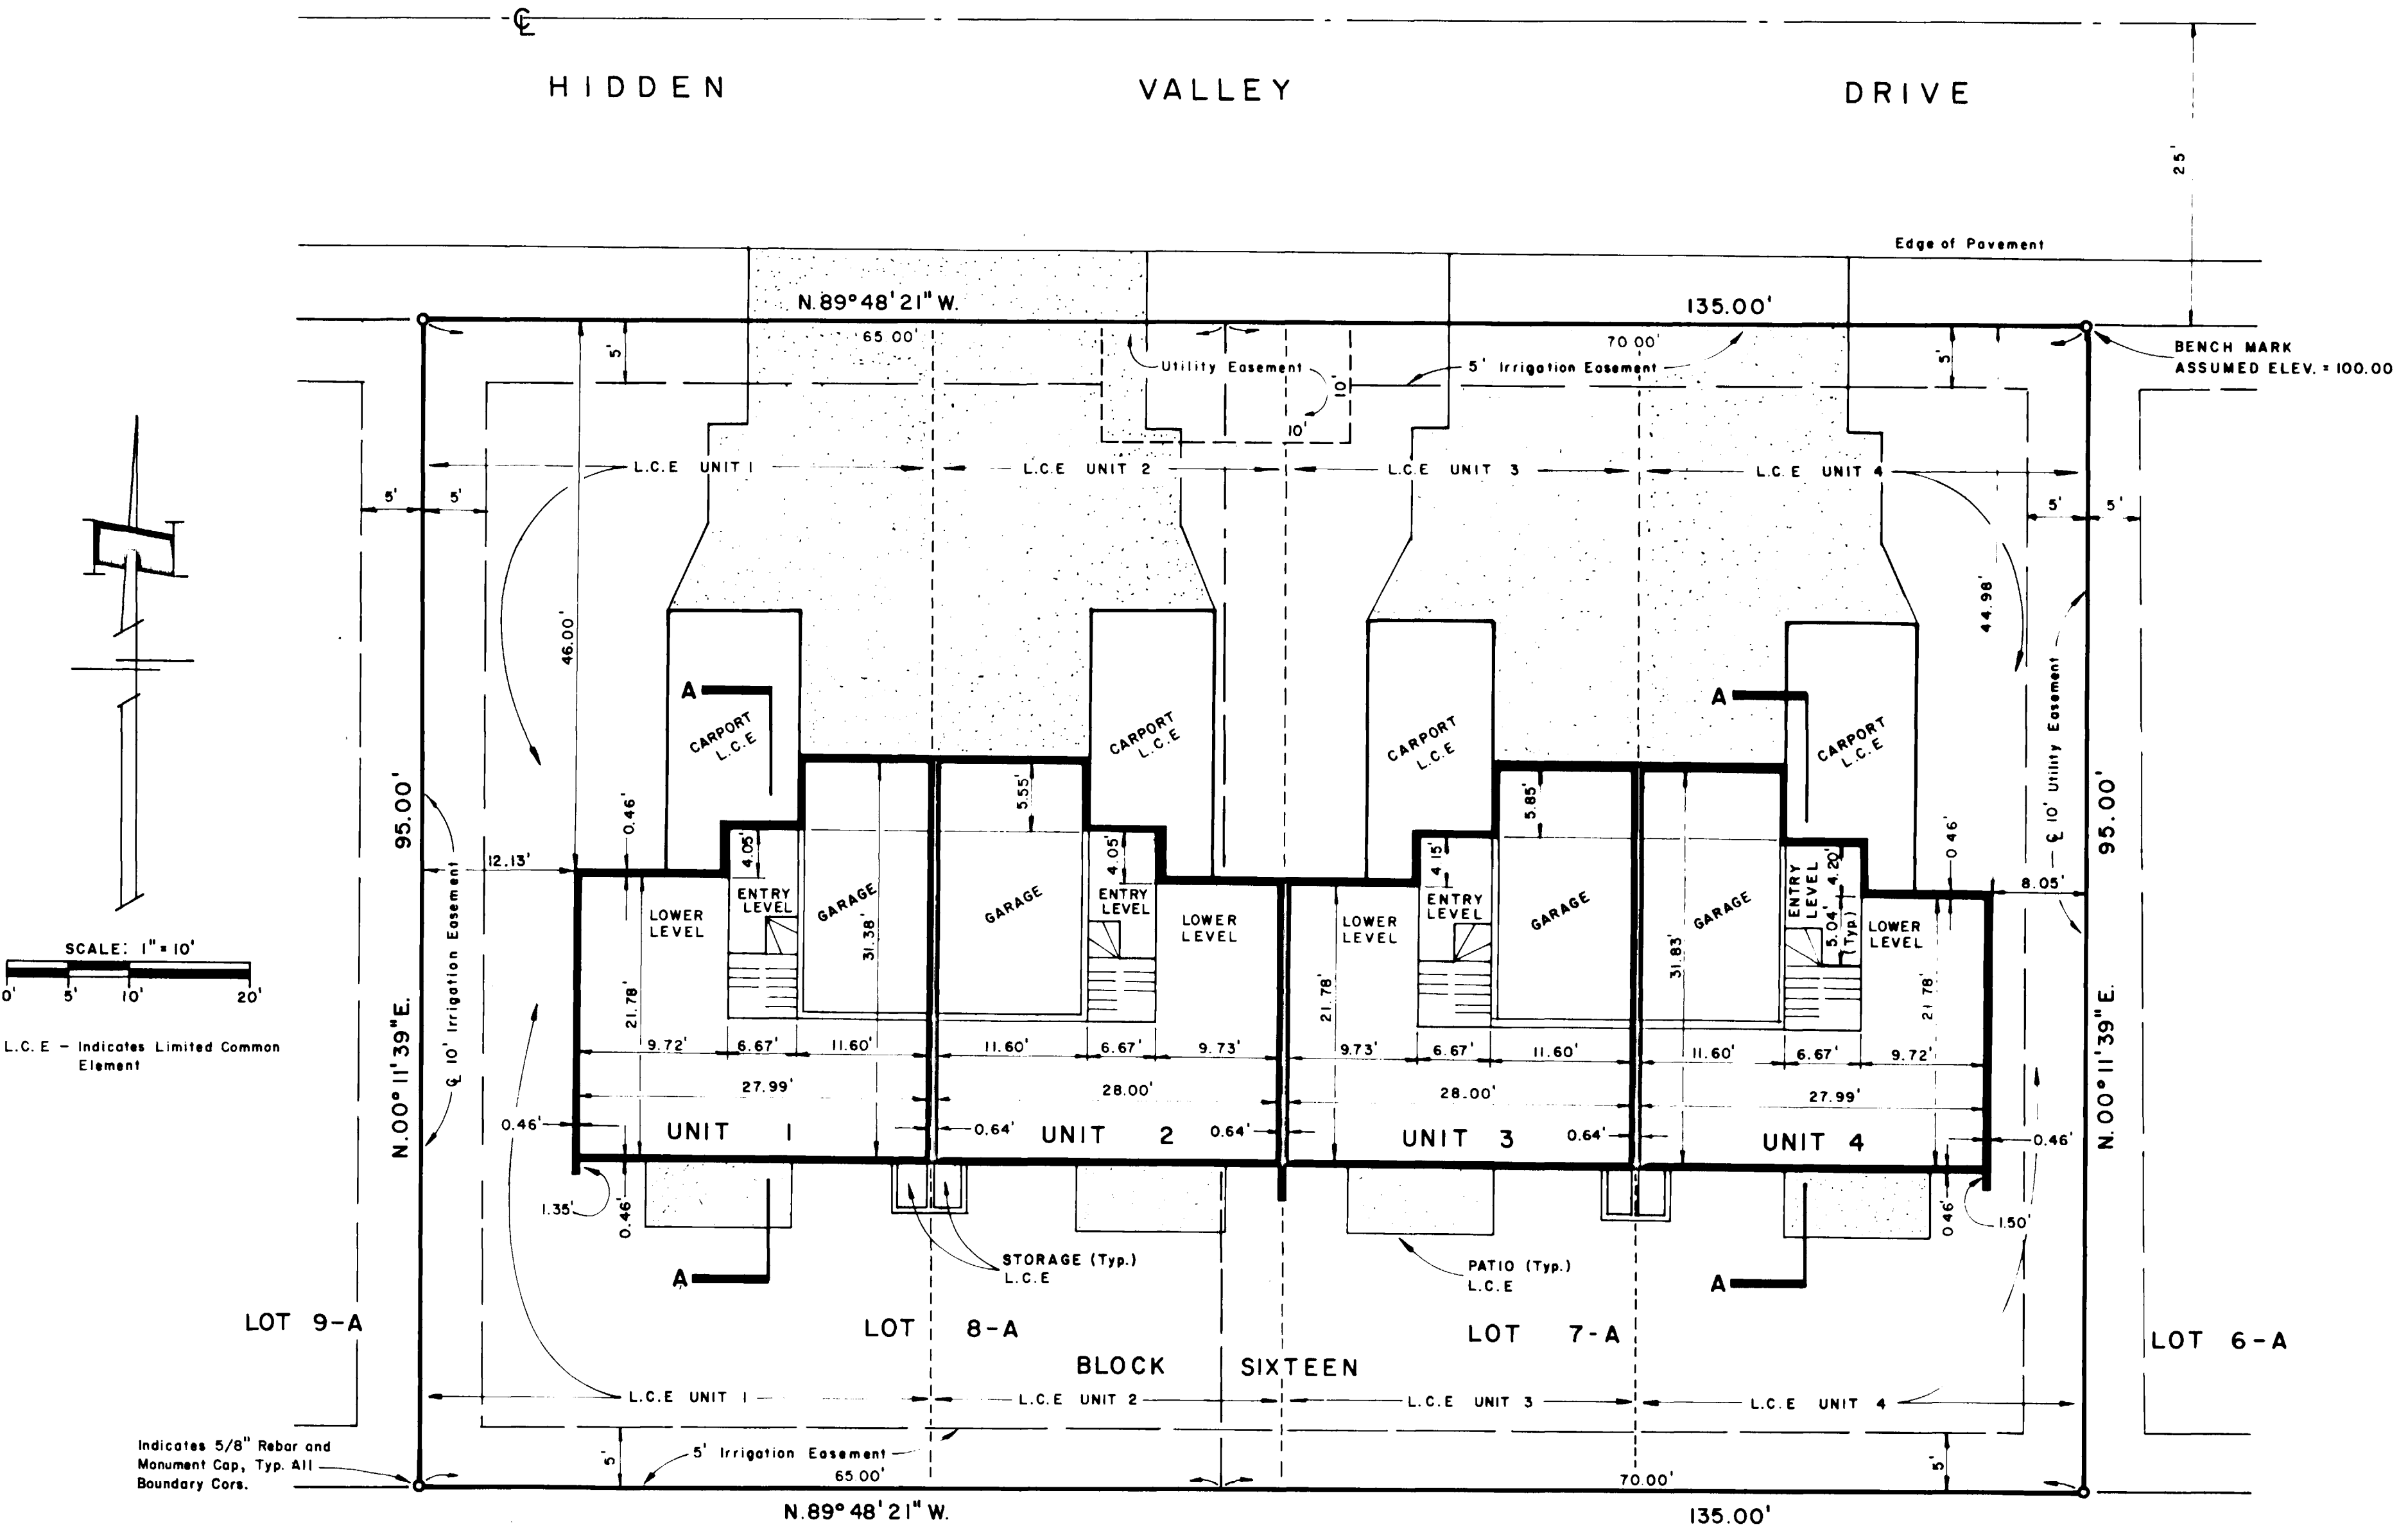 ℄
HIDDEN VALLEY DRIVE
25'
Edge of Pavement
N.89°48'21"W. 135.00'
65.00' 70.00'
5' Utility Easement 5' Irrigation Easement 5'
10'
10'
BENCH MARK
ASSUMED ELEV. = 100.00
L.C.E UNIT 1 L.C.E UNIT 2 L.C.E UNIT 3 L.C.E UNIT 4
5' 5' 5' 5'
46.00' 44.98'
℄ 10' Utility Easement
A A
CARPORT
L.C.E
CARPORT
L.C.E
CARPORT
L.C.E
CARPORT
L.C.E
95.00' 95.00'
0.46' 5.55' 5.85' 0.46'
12.13' 4.05' 4.05' 4.15' 4.20' 8.05'
LOWER
LEVEL
ENTRY
LEVEL
GARAGE
31.38'
GARAGE
ENTRY
LEVEL
LOWER
LEVEL
LOWER
LEVEL
ENTRY
LEVEL
GARAGE
31.83'
GARAGE
ENTRY
LEVEL
5.04'
(Typ.)
LOWER
LEVEL
SCALE: 1" = 10'
0' 5' 10' 20'
21.78' 21.78' 21.78'
L.C.E – Indicates Limited Common
Element
N.00°11'39"E.
℄ 10' Irrigation Easement
N.00°11'39"E.
9.72' 6.67' 11.60' 11.60' 6.67' 9.73' 9.73' 6.67' 11.60' 11.60' 6.67' 9.72'
27.99' 28.00' 28.00' 27.99'
0.46' UNIT 1 0.64' UNIT 2 0.64' UNIT 3 0.64' UNIT 4 0.46'
1.35' 0.46' 0.46' 1.50'
STORAGE (Typ.)
L.C.E
PATIO (Typ.)
L.C.E
A A
LOT 9-A LOT 8-A LOT 7-A LOT 6-A
BLOCK SIXTEEN
L.C.E UNIT 1 L.C.E UNIT 2 L.C.E UNIT 3 L.C.E UNIT 4
Indicates 5/8" Rebar and
Monument Cap, Typ. All
Boundary Cors.
5' 5' Irrigation Easement 5'
65.00' 70.00'
N.89°48'21"W. 135.00'